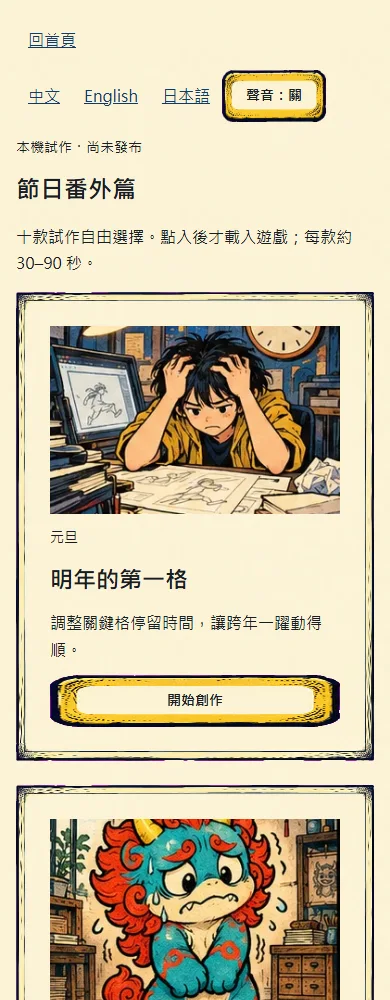 回首頁
中文 English 日本語 聲音：關
本機試作・尚未發布
節日番外篇
十款試作自由選擇。點入後才載入遊戲；每款約
30–90 秒。
元旦
明年的第一格
調整關鍵格停留時間，讓跨年一躍動得
順。
開始創作